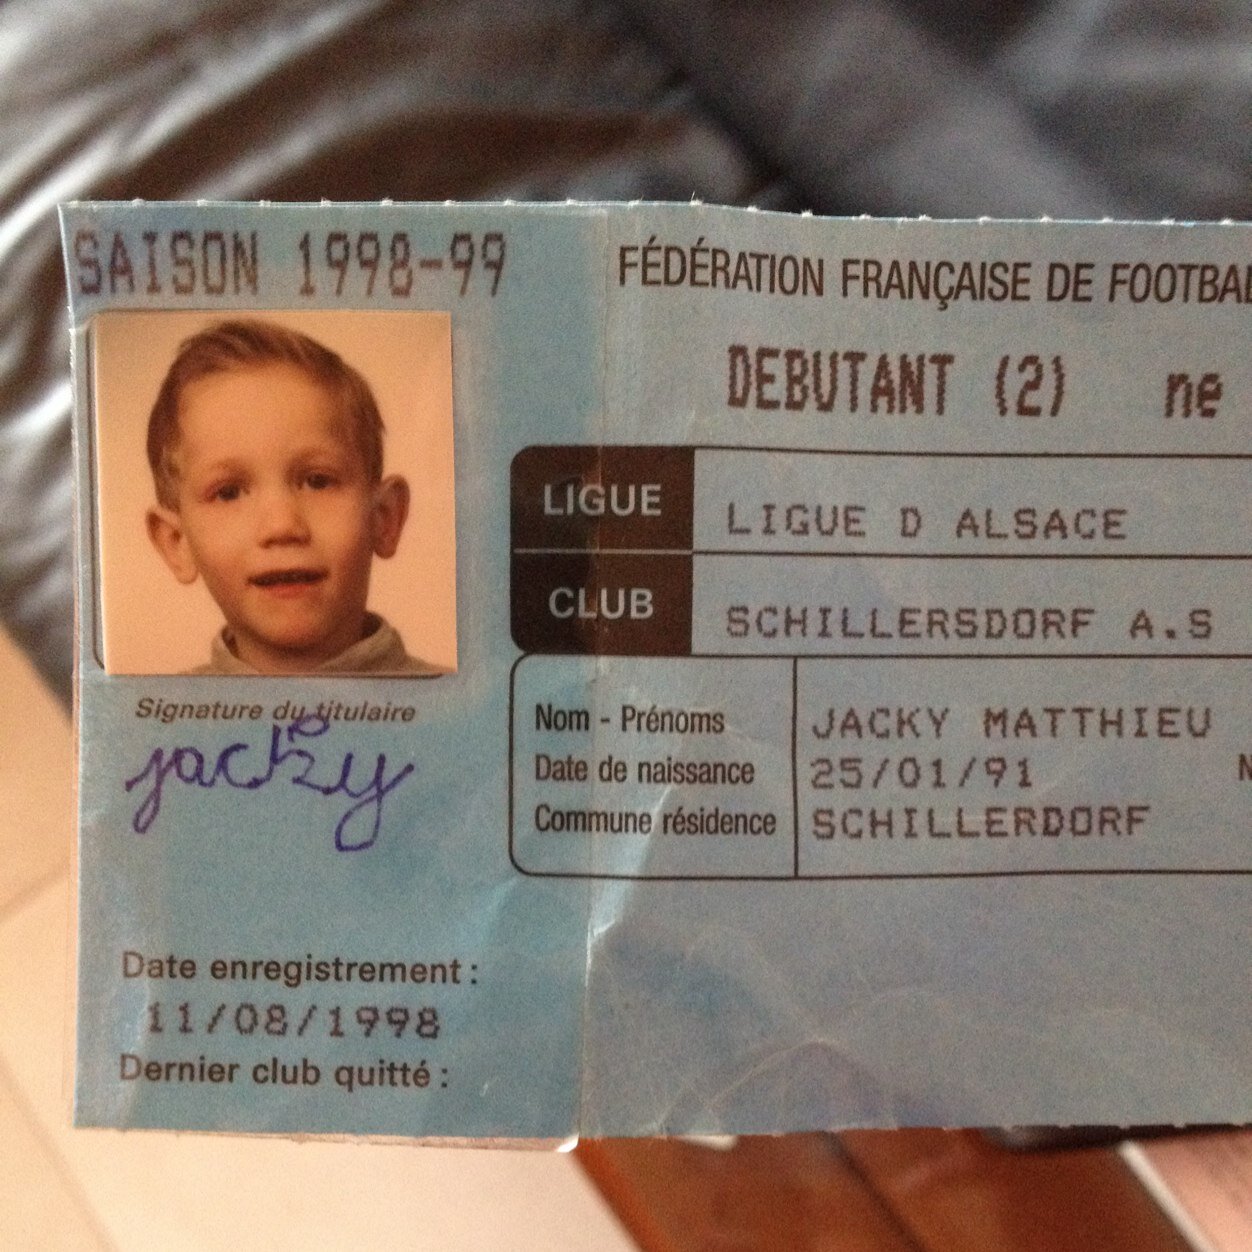 SAISON 1998-99
FÉDÉRATION FRANÇAISE DE FOOTBAL
DEBUTANT (2) ne
LIGUE LIGUE D ALSACE
CLUB SCHILLERSDORF A.S
Signature du titulaire
jacky
Nom - Prénoms JACKY MATTHIEU
Date de naissance 25/01/91 N
Commune résidence SCHILLERDORF
Date enregistrement :
11/08/1998
Dernier club quitté :